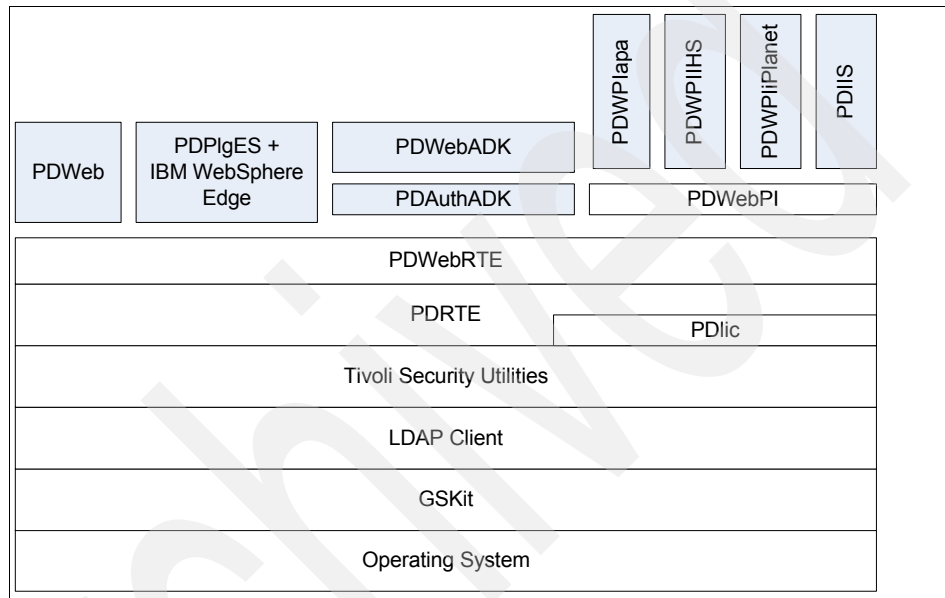 PDWPIapa
PDWPIIHS
PDWPIiPlanet
PDIIS
PDWeb
PDPlgES +
IBM WebSphere
Edge
PDWebADK
PDAuthADK
PDWebPI
PDWebRTE
PDRTE
PDlic
Tivoli Security Utilities
LDAP Client
GSKit
Operating System